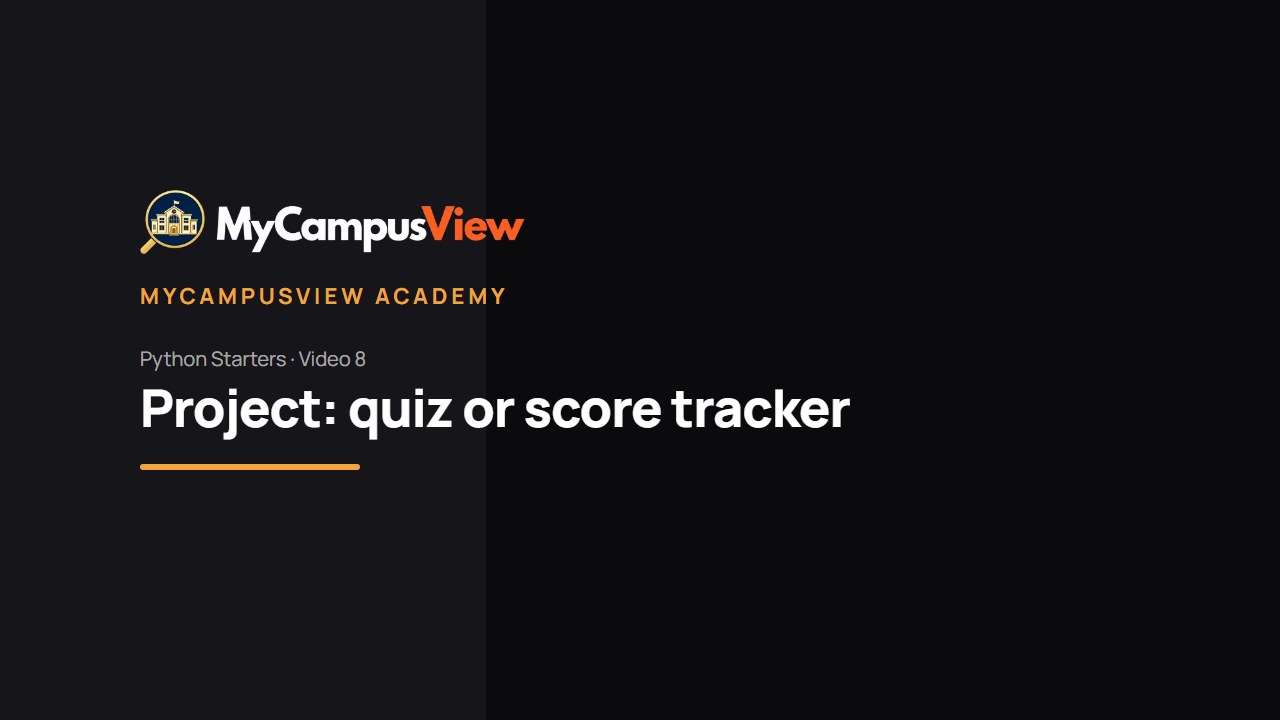 MyCampusView
MYCAMPUSVIEW ACADEMY
Python Starters · Video 8
Project: quiz or score tracker